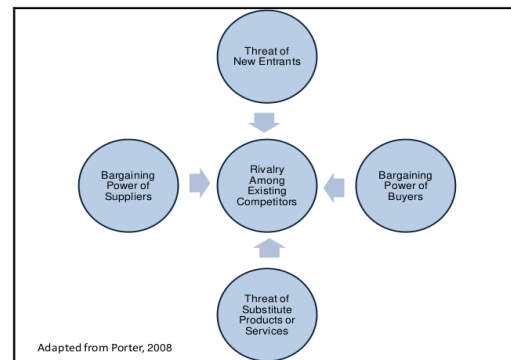 Threat of
New Entrants
Bargaining
Power of
Suppliers
Rivalry
Among
Existing
Competitors
Bargaining
Power of
Buyers
Threat of
Substitute
Products or
Services
Adapted from Porter, 2008